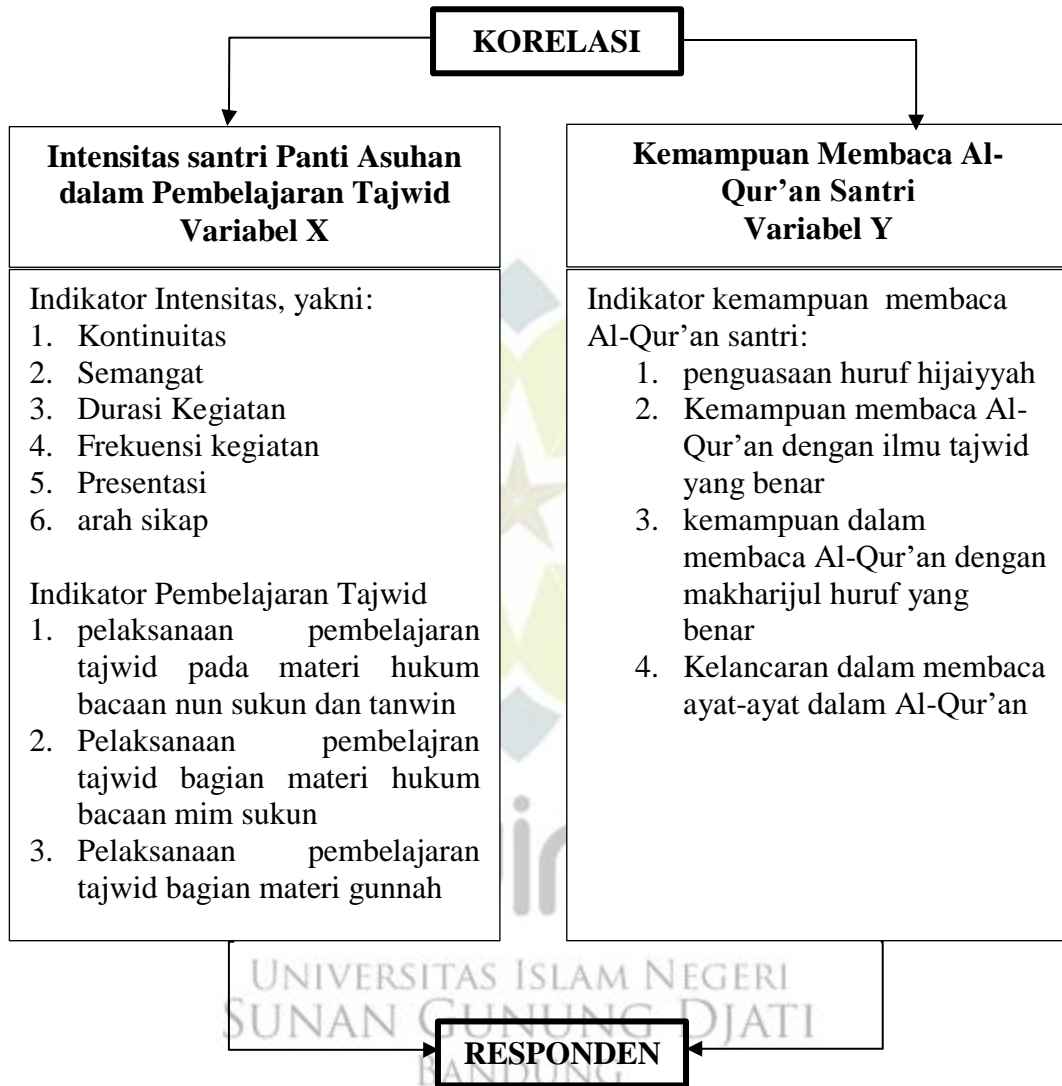 KORELASI
Intensitas santri Panti Asuhan
dalam Pembelajaran Tajwid
Variabel X
Indikator Intensitas, yakni:
1. Kontinuitas
2. Semangat
3. Durasi Kegiatan
4. Frekuensi kegiatan
5. Presentasi
6. arah sikap
Indikator Pembelajaran Tajwid
1. pelaksanaan pembelajaran
tajwid pada materi hukum
bacaan nun sukun dan tanwin
2. Pelaksanaan pembelajran
tajwid bagian materi hukum
bacaan mim sukun
3. Pelaksanaan pembelajaran
tajwid bagian materi gunnah
Kemampuan Membaca Al-
Qur’an Santri
Variabel Y
Indikator kemampuan membaca
Al-Qur’an santri:
1. penguasaan huruf hijaiyyah
2. Kemampuan membaca Al-
Qur’an dengan ilmu tajwid
yang benar
3. kemampuan dalam
membaca Al-Qur’an dengan
makharijul huruf yang
benar
4. Kelancaran dalam membaca
ayat-ayat dalam Al-Qur’an
UNIVERSITAS ISLAM NEGERI
SUNAN GUNUNG DJATI
BANDUNG
RESPONDEN